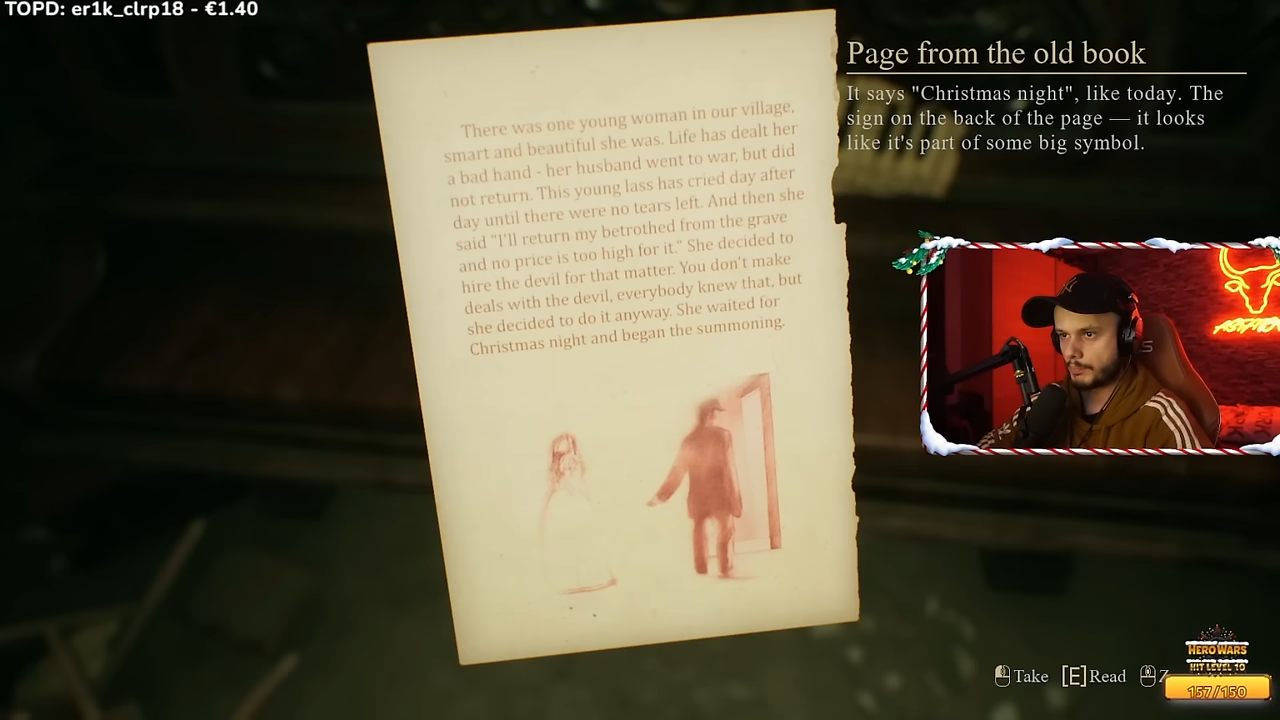 TOPD: er1k_clrp18 - €1.40
There was one young woman in our village,
smart and beautiful she was. Life has dealt her
a bad hand - her husband went to war, but did
not return. This young lass has cried day after
day until there were no tears left. And then she
said "I'll return my betrothed from the grave
and no price is too high for it." She decided to
hire the devil for that matter. You don't make
deals with the devil, everybody knew that, but
she decided to do it anyway. She waited for
Christmas night and began the summoning.
Page from the old book
It says "Christmas night", like today. The
sign on the back of the page — it looks
like it's part of some big symbol.
Take [E] Read Z
HERO WARS
HIT LEVEL 10
157/150